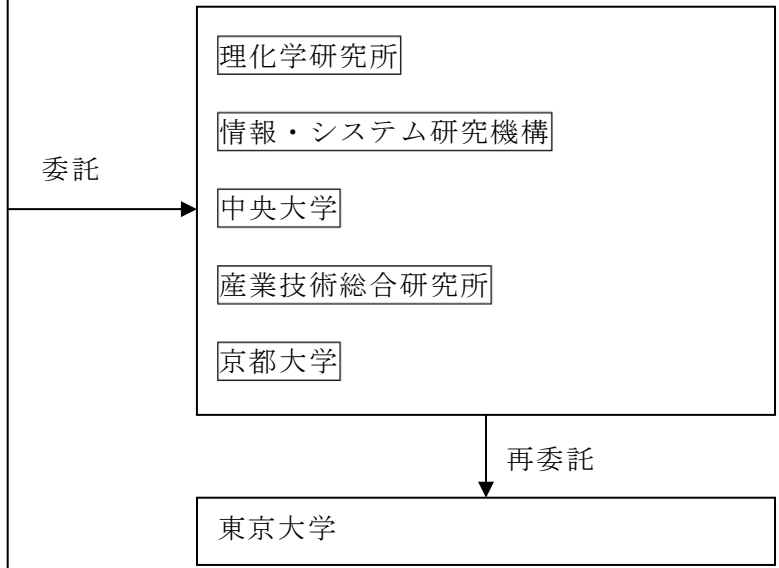 理化学研究所
情報・システム研究機構
委託
中央大学
産業技術総合研究所
京都大学
再委託
東京大学